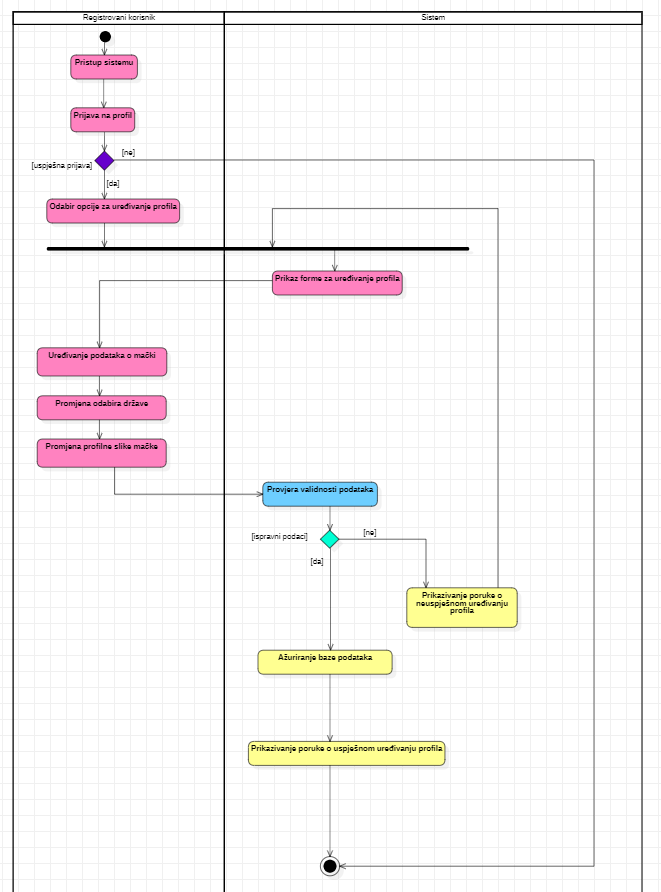 Registrovani korisnik
Sistem
Pristup sistemu
Prijava na profil
[ne]
[uspješna prijava]
[da]
Odabir opcije za uređivanje profila
Prikaz forme za uređivanje profila
Uređivanje podataka o mački
Promjena odabira države
Promjena profilne slike mačke
Provjera validnosti podataka
[ispravni podaci]
[ne]
[da]
Prikazivanje poruke o
neuspješnom uređivanju
profila
Ažuriranje baze podataka
Prikazivanje poruke o uspješnom uređivanju profila